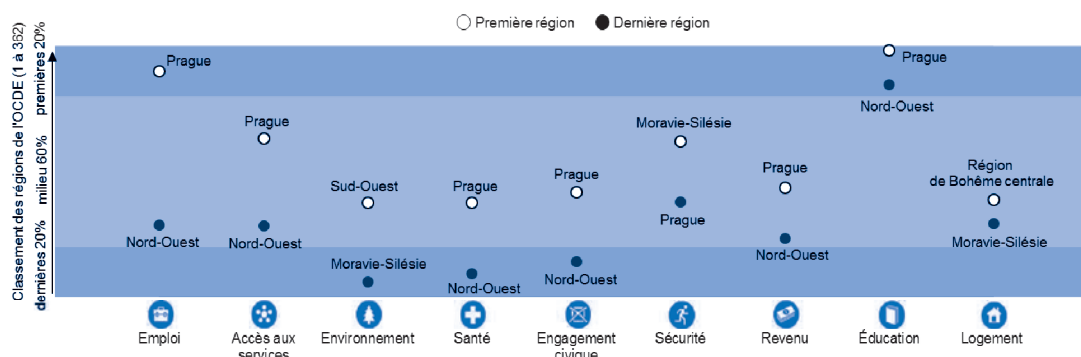 Première région
Dernière région
Classement des régions de l'OCDE (1 à 362)
dernières 20%
milieu 60%
premières 20%
Prague
Nord-Ouest
Prague
Nord-Ouest
Sud-Ouest
Moravie-Silésie
Prague
Nord-Ouest
Prague
Nord-Ouest
Moravie-Silésie
Prague
Prague
Nord-Ouest
Prague
Nord-Ouest
Région
de Bohême centrale
Moravie-Silésie
Emploi
Accès aux
services
Environnement
Santé
Engagement
civique
Sécurité
Revenu
Éducation
Logement